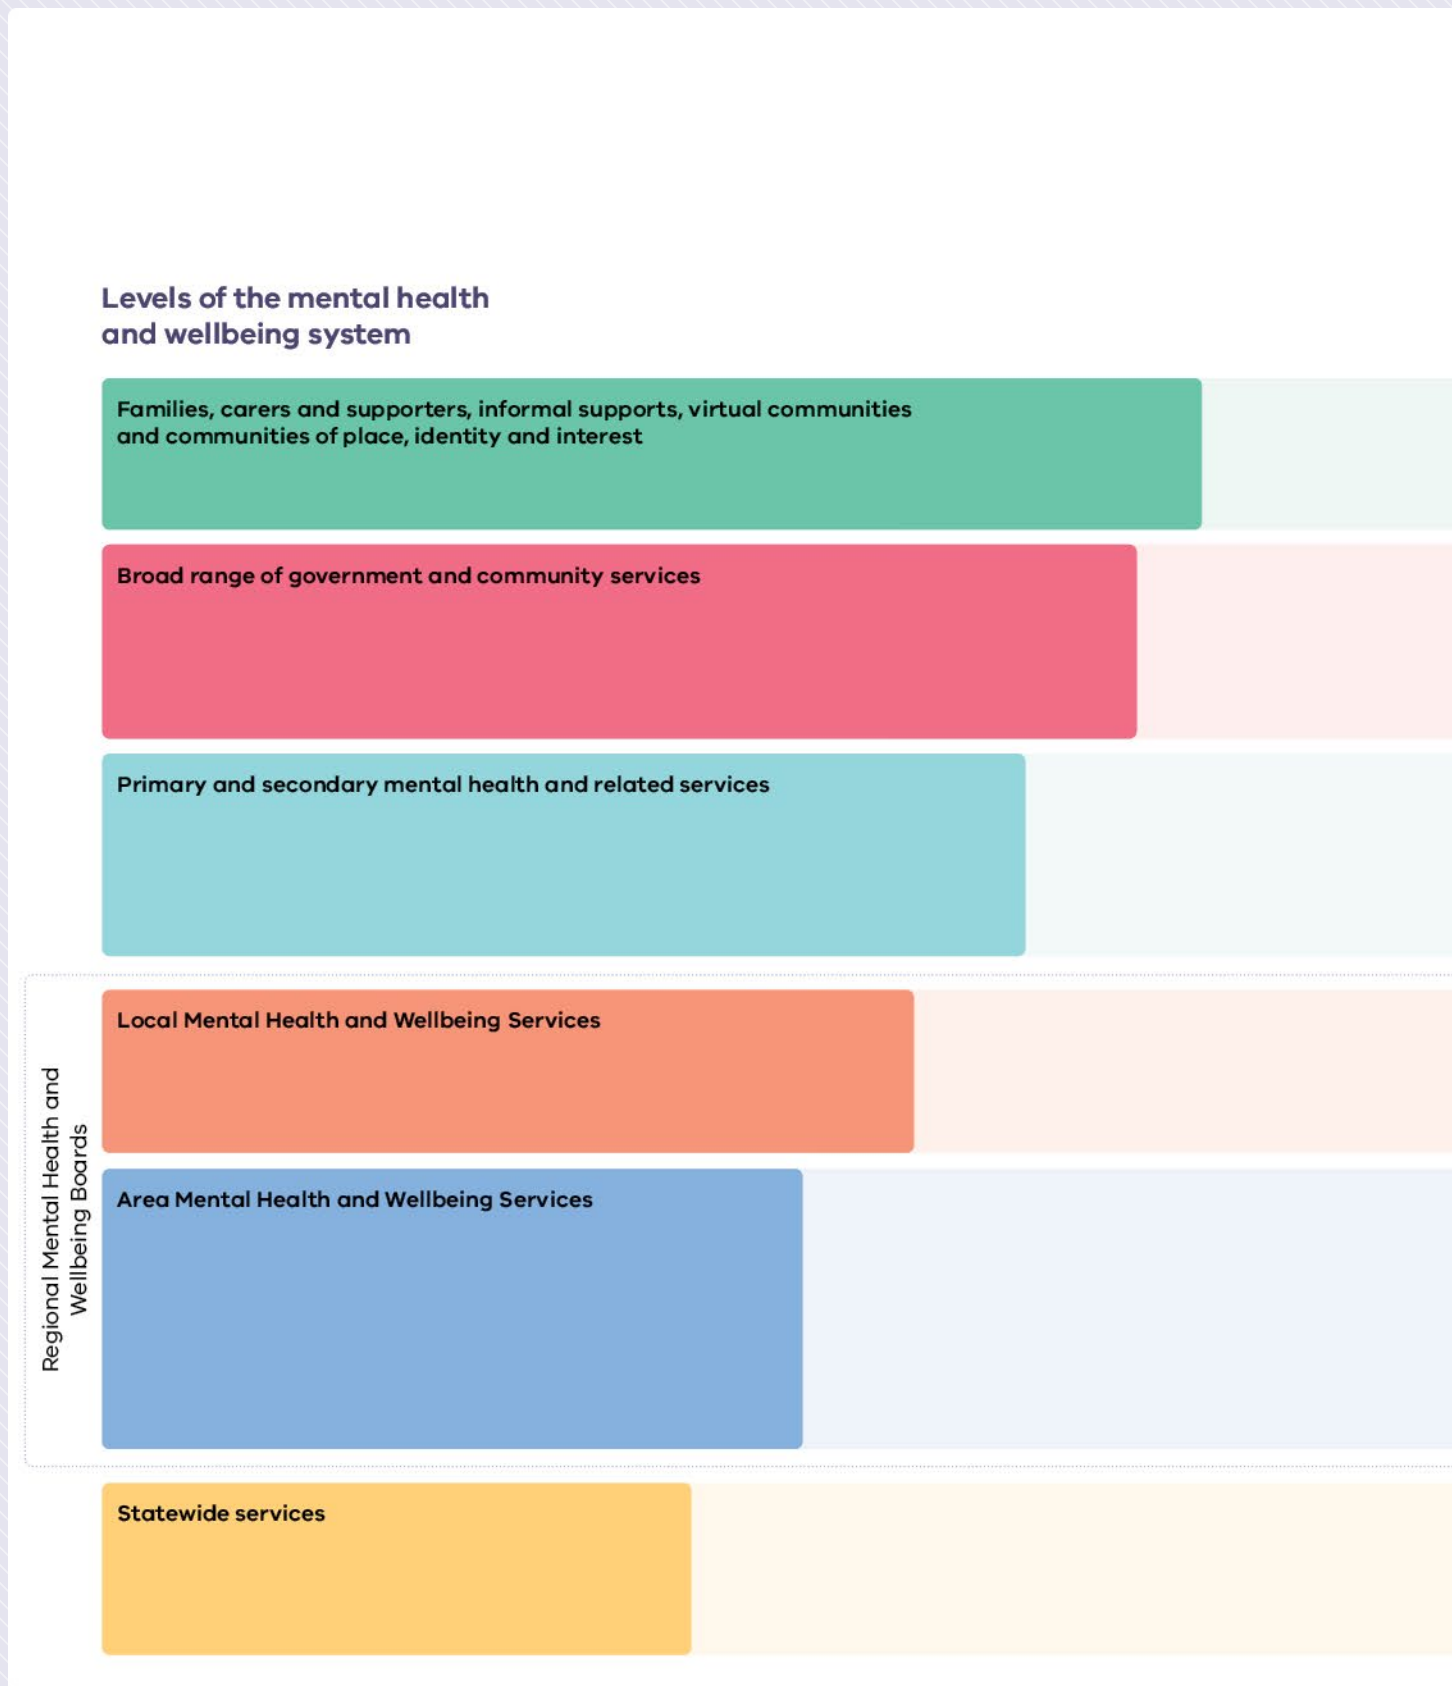 Levels of the mental health
and wellbeing system
Families, carers and supporters, informal supports, virtual communities
and communities of place, identity and interest
Broad range of government and community services
Primary and secondary mental health and related services
Regional Mental Health and
Wellbeing Boards
Local Mental Health and Wellbeing Services
Area Mental Health and Wellbeing Services
Statewide services